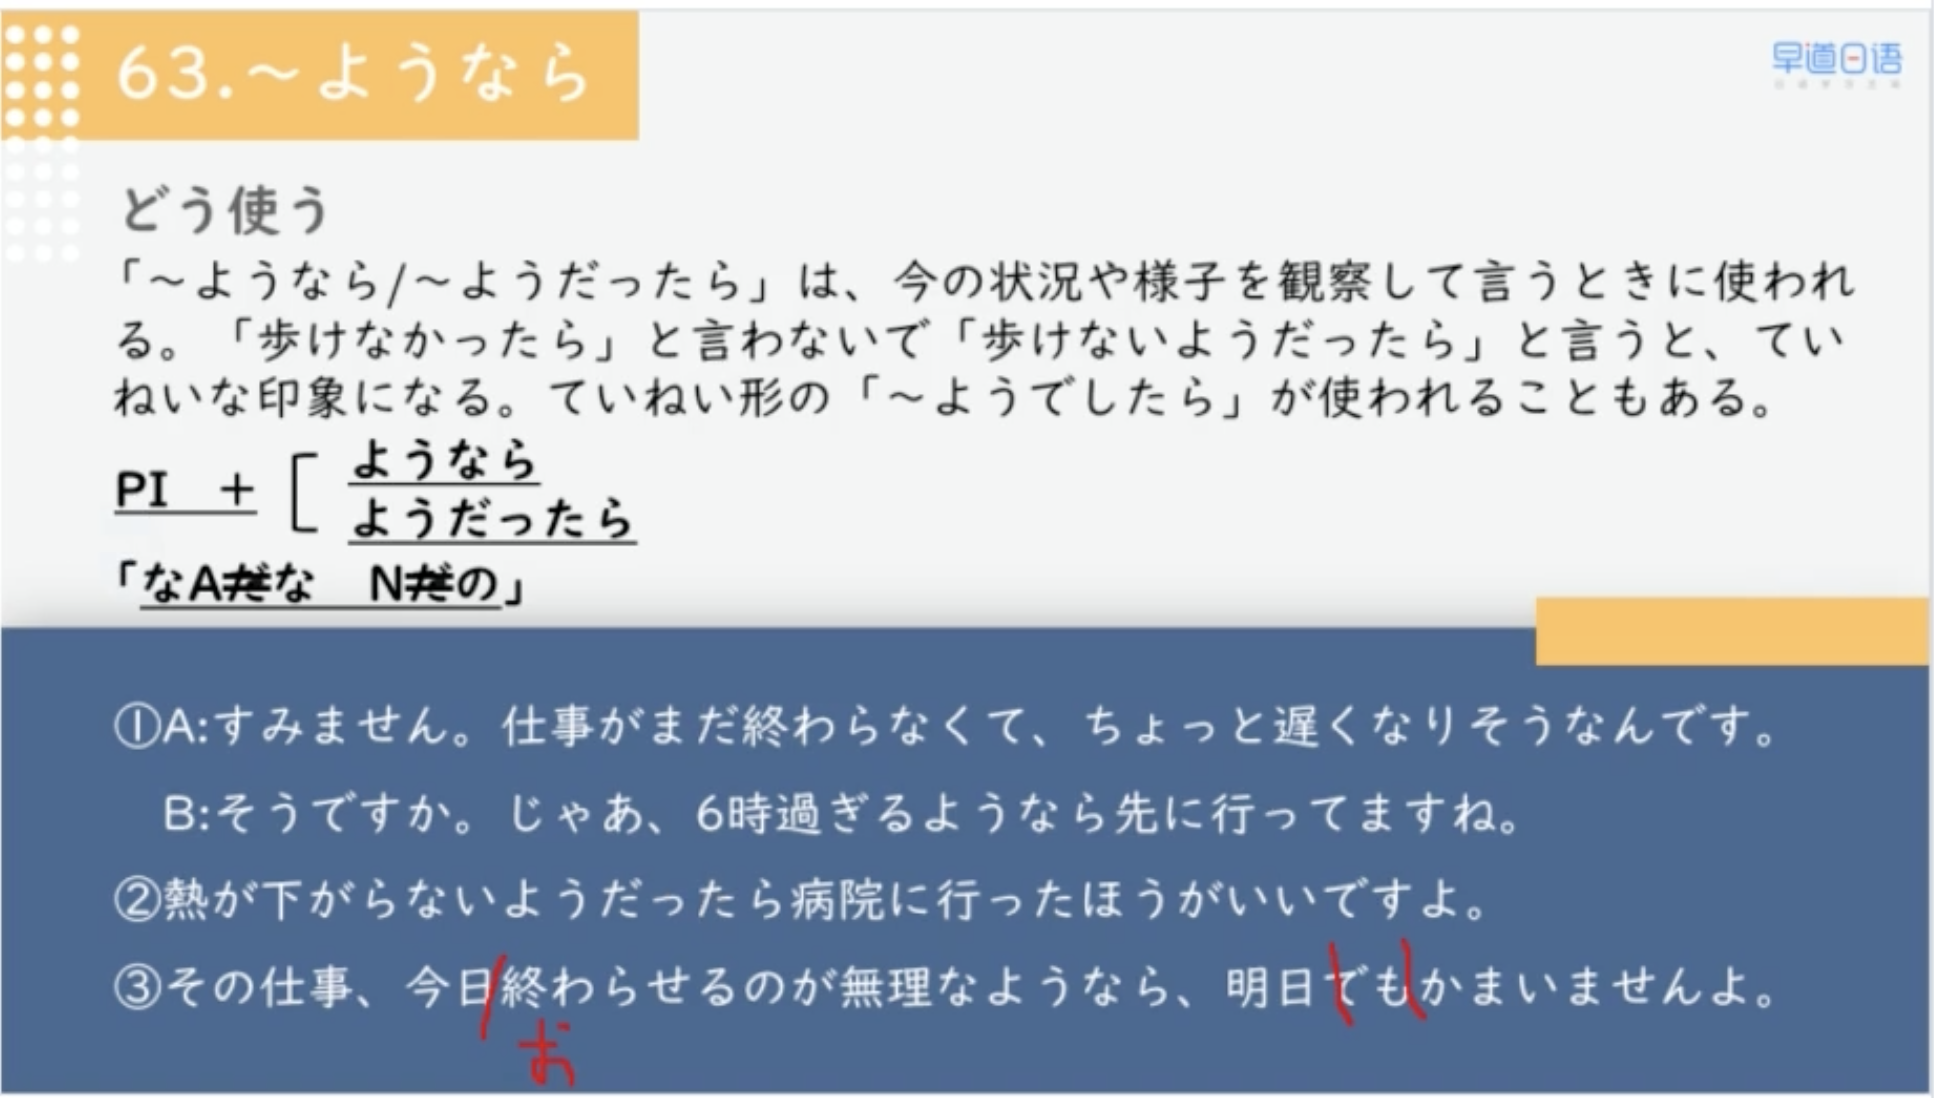 63.～ようなら
早道日语
どう使う
「～ようなら/～ようだったら」は、今の状況や様子を観察して言うときに使われ
る。「歩けなかったら」と言わないで「歩けないようだったら」と言うと、てい
ねいな印象になる。ていねい形の「～ようでしたら」が使われることもある。
PI ＋［ ようなら
ようだったら
「なAだな　Nだの」
①A:すみません。仕事がまだ終わらなくて、ちょっと遅くなりそうなんです。
B:そうですか。じゃあ、6時過ぎるようなら先に行ってますね。
②熱が下がらないようだったら病院に行ったほうがいいですよ。
③その仕事、今日終わらせるのが無理なようなら、明日でもかまいませんよ。
お